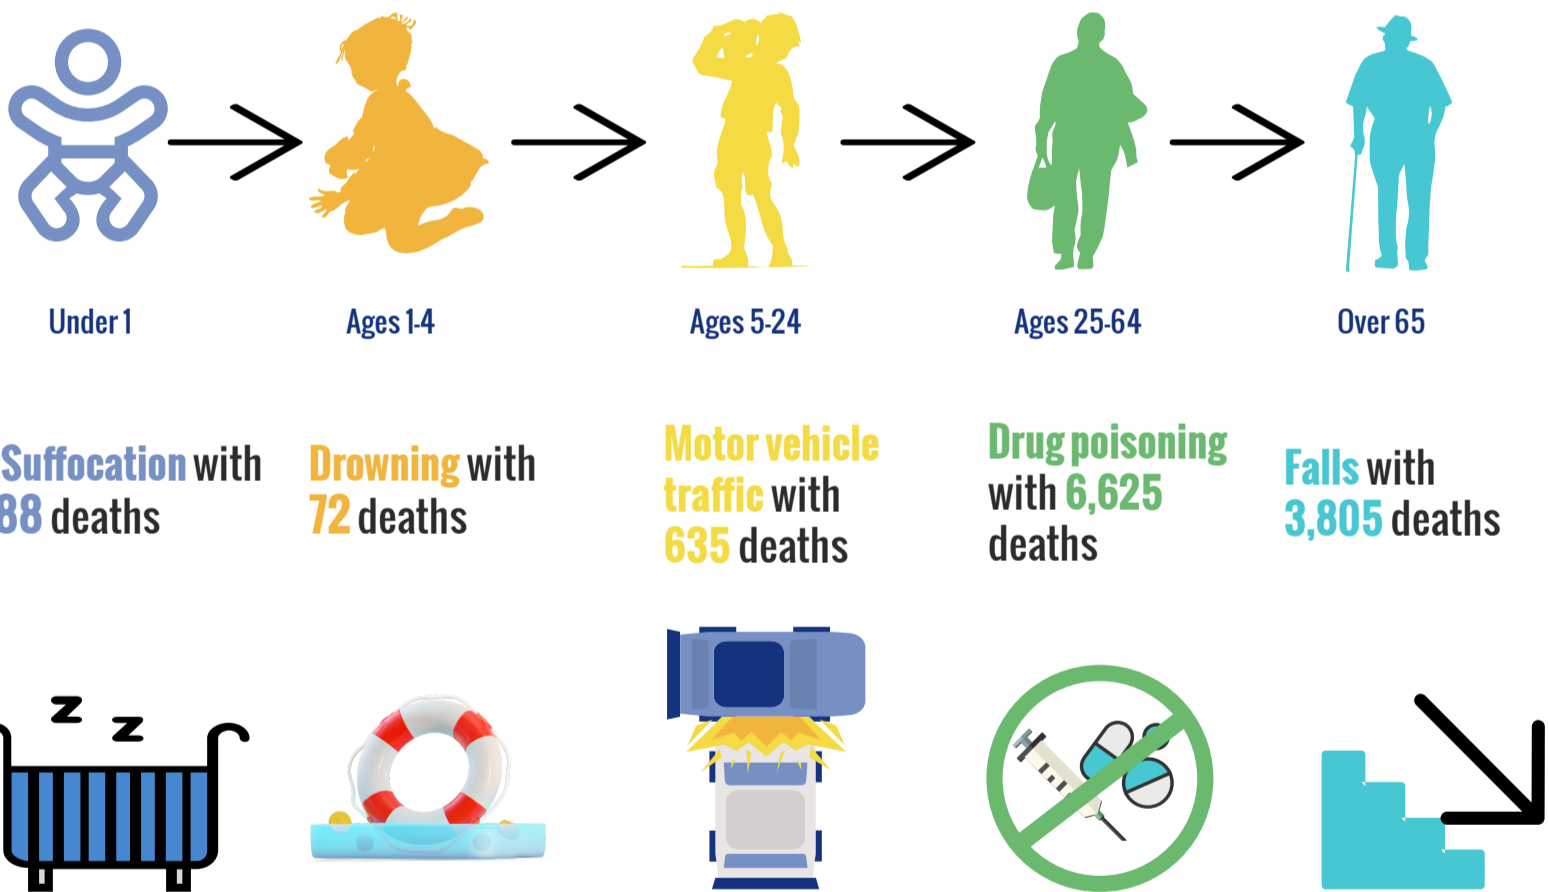 Under 1
Ages 1-4
Ages 5-24
Ages 25-64
Over 65
Suffocation with
88 deaths
Drowning with
72 deaths
Motor vehicle
traffic with
635 deaths
Drug poisoning
with 6,625
deaths
Falls with
3,805 deaths
z
z